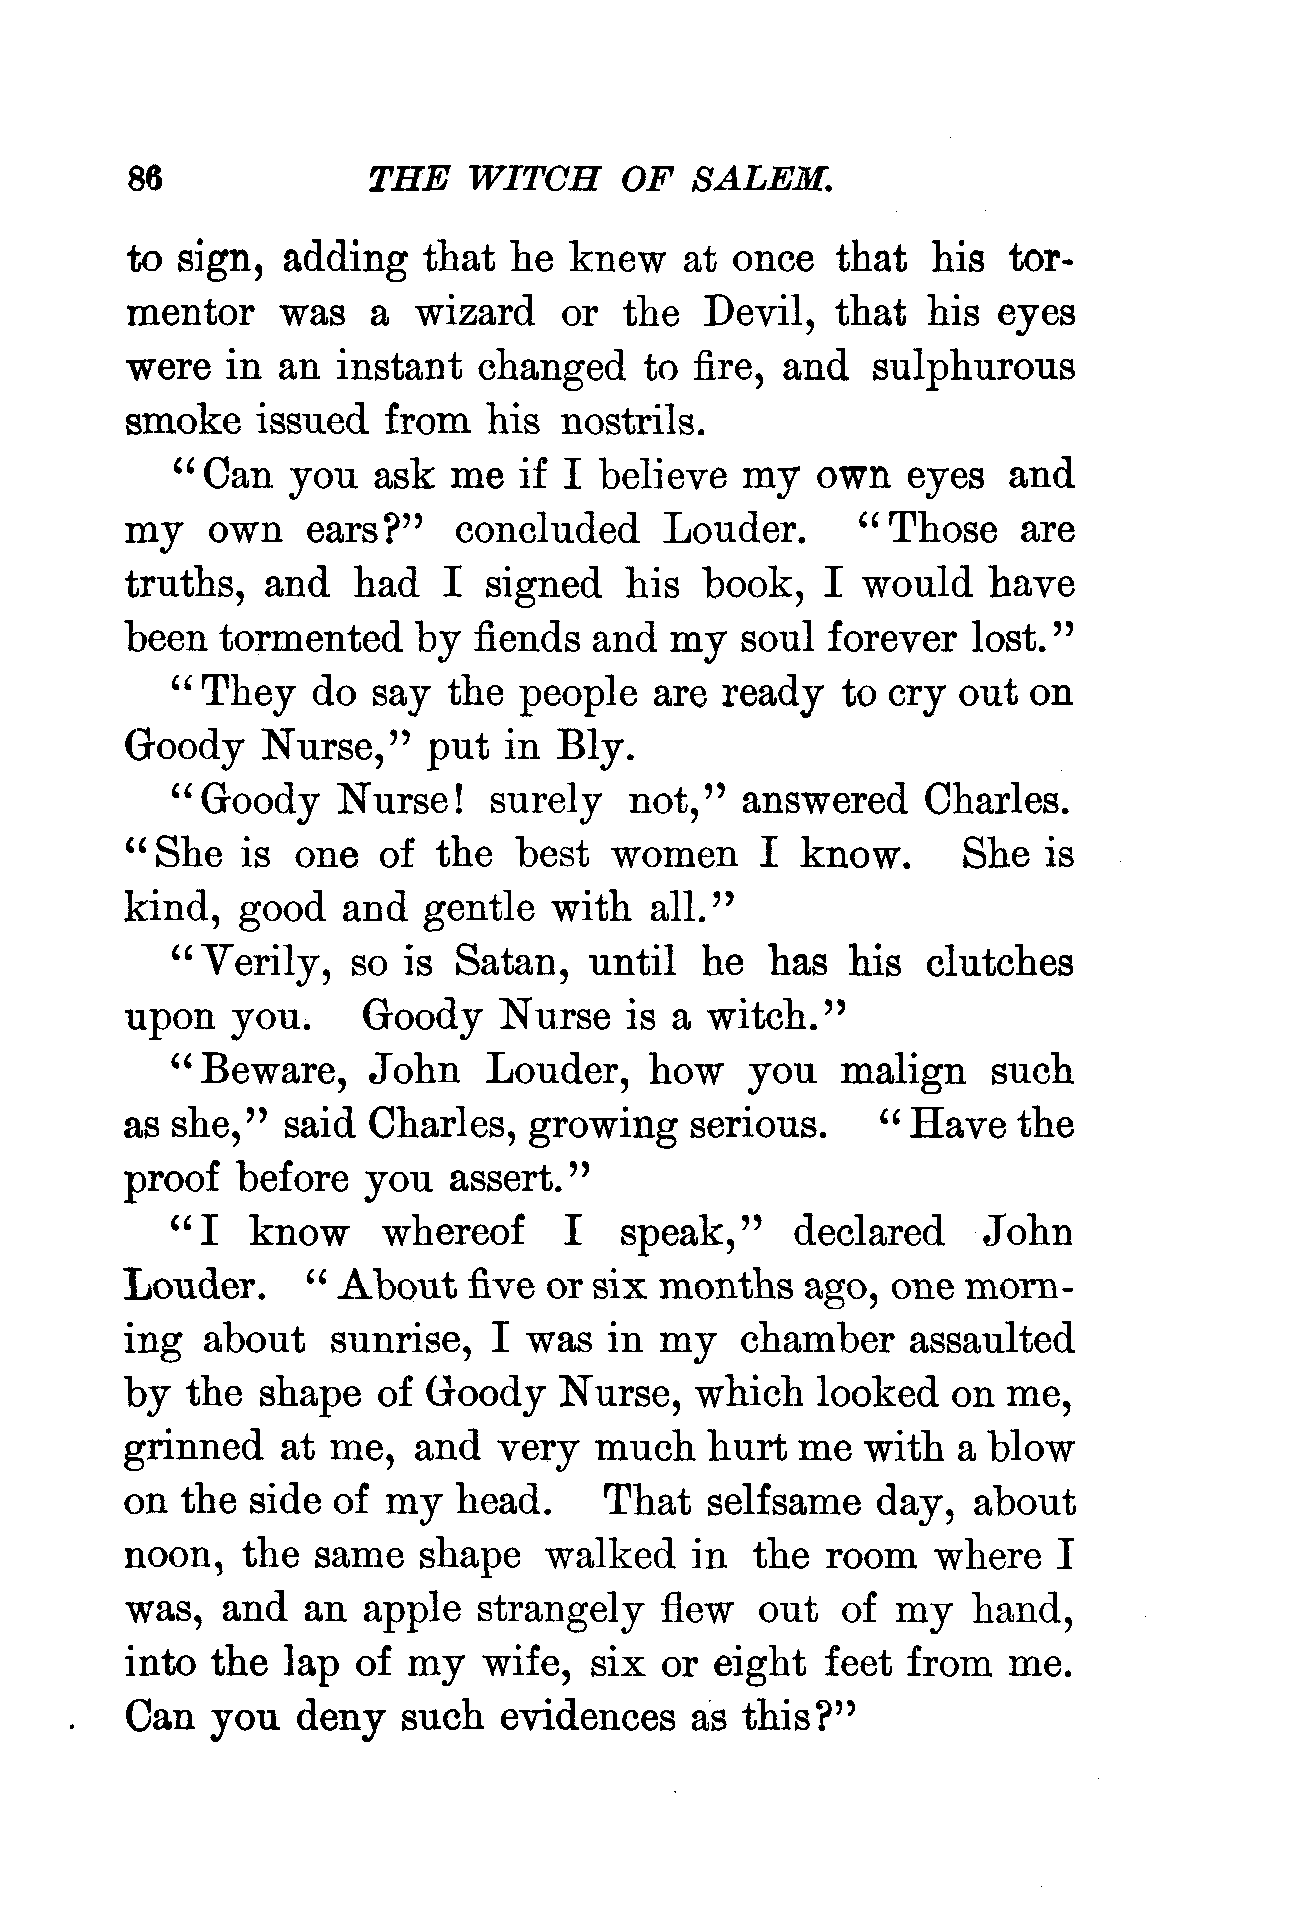 86 THE WITCH OF SALEM.
to sign, adding that he knew at once that his tor-
mentor was a wizard or the Devil, that his eyes
were in an instant changed to fire, and sulphurous
smoke issued from his nostrils.
"Can you ask me if I believe my own eyes and
my own ears?" concluded Louder. "Those are
truths, and had I signed his book, I would have
been tormented by fiends and my soul forever lost."
"They do say the people are ready to cry out on
Goody Nurse," put in Bly.
"Goody Nurse! surely not," answered Charles.
"She is one of the best women I know. She is
kind, good and gentle with all."
"Verily, so is Satan, until he has his clutches
upon you. Goody Nurse is a witch."
"Beware, John Louder, how you malign such
as she," said Charles, growing serious. "Have the
proof before you assert."
"I know whereof I speak," declared John
Louder. "About five or six months ago, one morn-
ing about sunrise, I was in my chamber assaulted
by the shape of Goody Nurse, which looked on me,
grinned at me, and very much hurt me with a blow
on the side of my head. That selfsame day, about
noon, the same shape walked in the room where I
was, and an apple strangely flew out of my hand,
into the lap of my wife, six or eight feet from me.
Can you deny such evidences as this?"